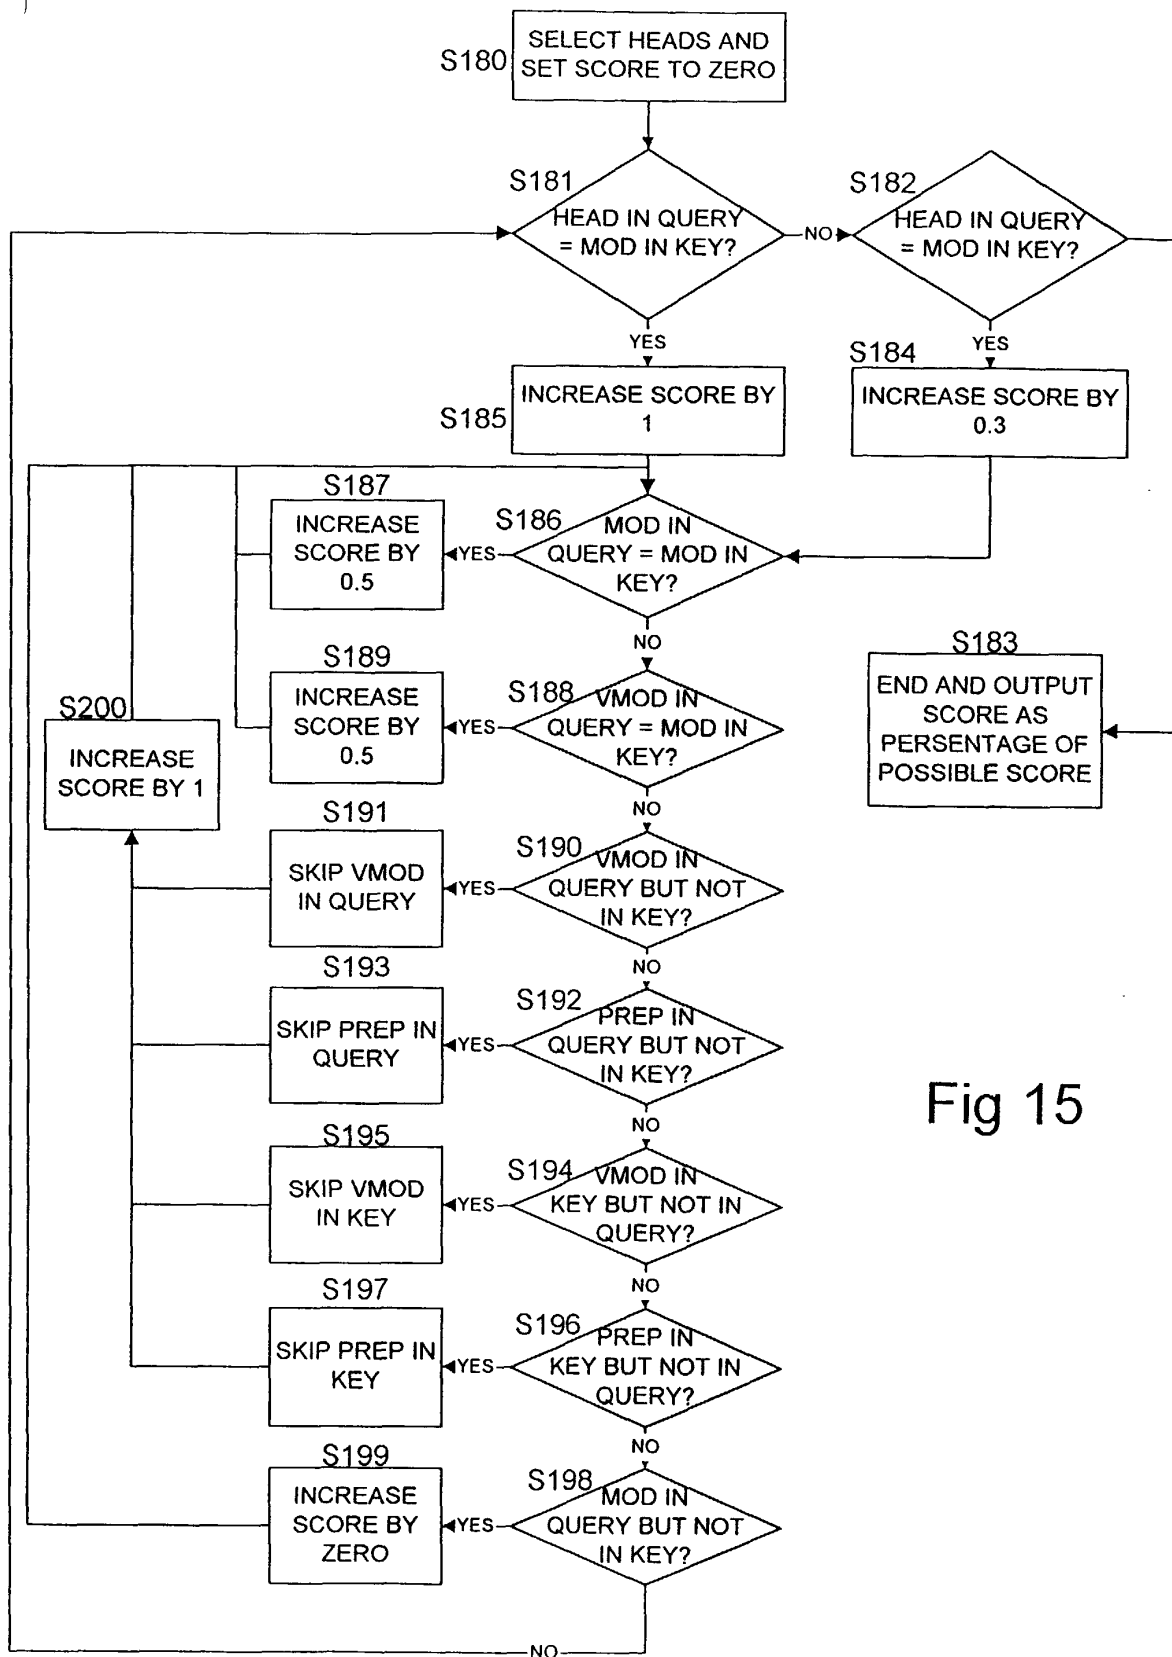 S180
SELECT HEADS AND
SET SCORE TO ZERO
S181
HEAD IN QUERY
= MOD IN KEY?
NO
S182
HEAD IN QUERY
= MOD IN KEY?
YES
YES
S185
INCREASE SCORE BY
1
S184
INCREASE SCORE BY
0.3
S187
INCREASE
SCORE BY
0.5
YES
S186
MOD IN
QUERY = MOD IN
KEY?
NO
S189
INCREASE
SCORE BY
0.5
YES
S188
VMOD IN
QUERY = MOD IN
KEY?
NO
S183
END AND OUTPUT
SCORE AS
PERSENTAGE OF
POSSIBLE SCORE
S200
INCREASE
SCORE BY 1
S191
SKIP VMOD
IN QUERY
YES
S190
VMOD IN
QUERY BUT NOT
IN KEY?
NO
S193
SKIP PREP IN
QUERY
YES
S192
PREP IN
QUERY BUT NOT
IN KEY?
NO
S195
SKIP VMOD
IN KEY
YES
S194
VMOD IN
KEY BUT NOT IN
QUERY?
NO
S197
SKIP PREP IN
KEY
YES
S196
PREP IN
KEY BUT NOT IN
QUERY?
NO
S199
INCREASE
SCORE BY
ZERO
YES
S198
MOD IN
QUERY BUT NOT
IN KEY?
NO
Fig 15